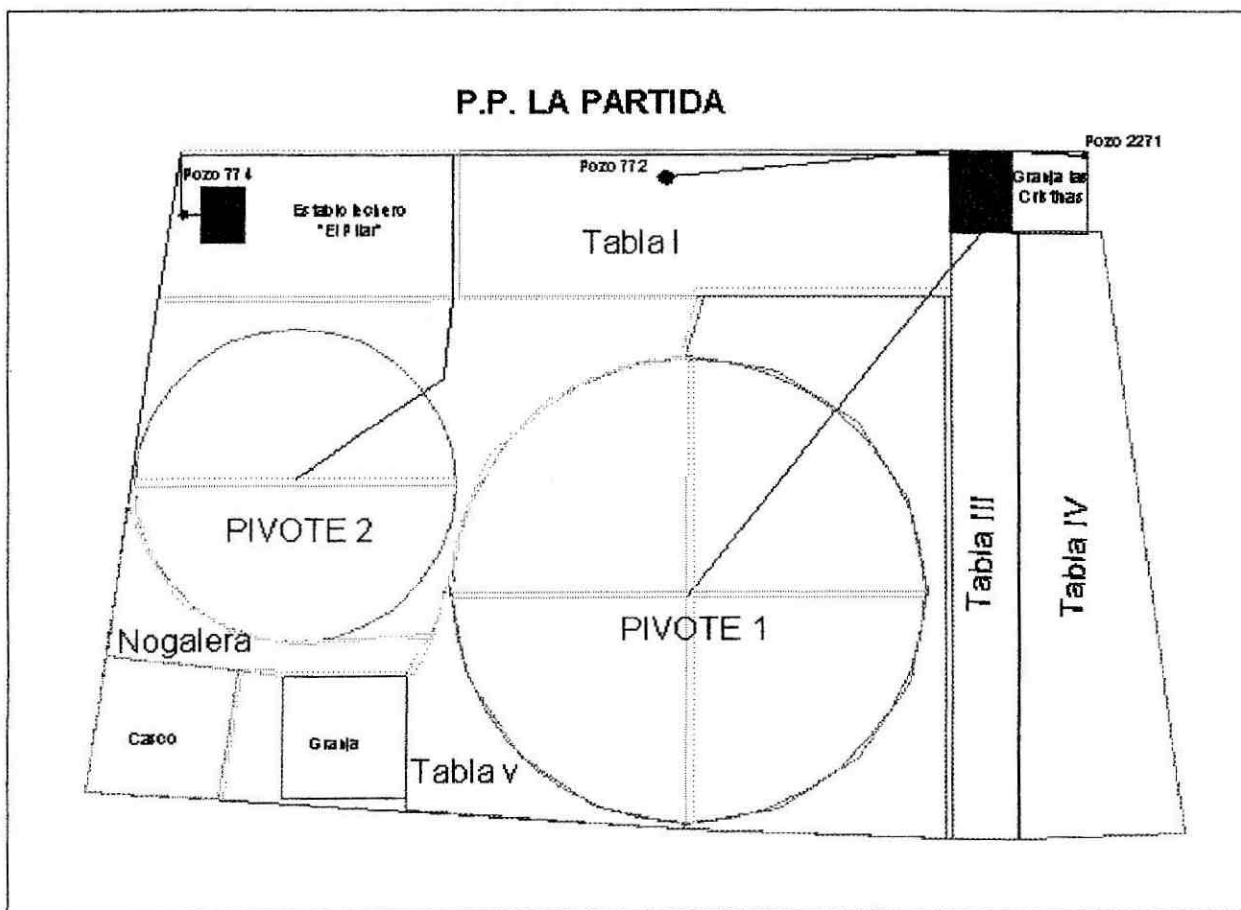 P.P. LA PARTIDA
Pozo 2271
Pozo 774
Pozo 772
Granja las
Cristhas
Establo lechero
"El Pilar"
Tabla I
PIVOTE 2
PIVOTE 1
Tabla III
Tabla IV
Nogalera
Casco
Granja
Tabla v